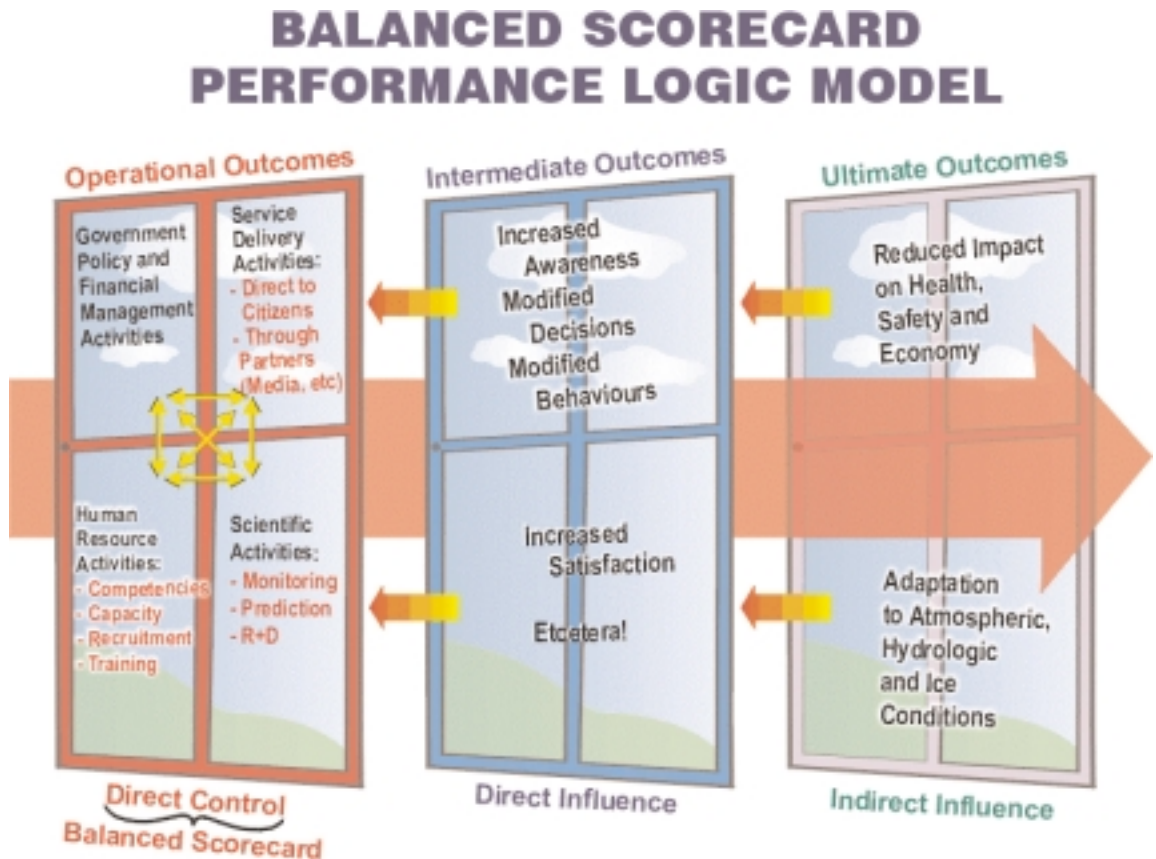 BALANCED SCORECARD
PERFORMANCE LOGIC MODEL
Operational Outcomes
Government
Policy and
Financial
Management
Activities
Service
Delivery
Activities:
- Direct to
Citizens
- Through
Partners
(Media, etc)
Human
Resource
Activities:
- Competencies
- Capacity
- Recruitment
- Training
Scientific
Activities:
- Monitoring
- Prediction
- R+D
Direct Control
Balanced Scorecard
Intermediate Outcomes
Increased
Awareness
Modified
Decisions
Modified
Behaviours
Increased
Satisfaction
Etcetera!
Direct Influence
Ultimate Outcomes
Reduced Impact
on Health,
Safety and
Economy
Adaptation
to Atmospheric,
Hydrologic
and Ice
Conditions
Indirect Influence